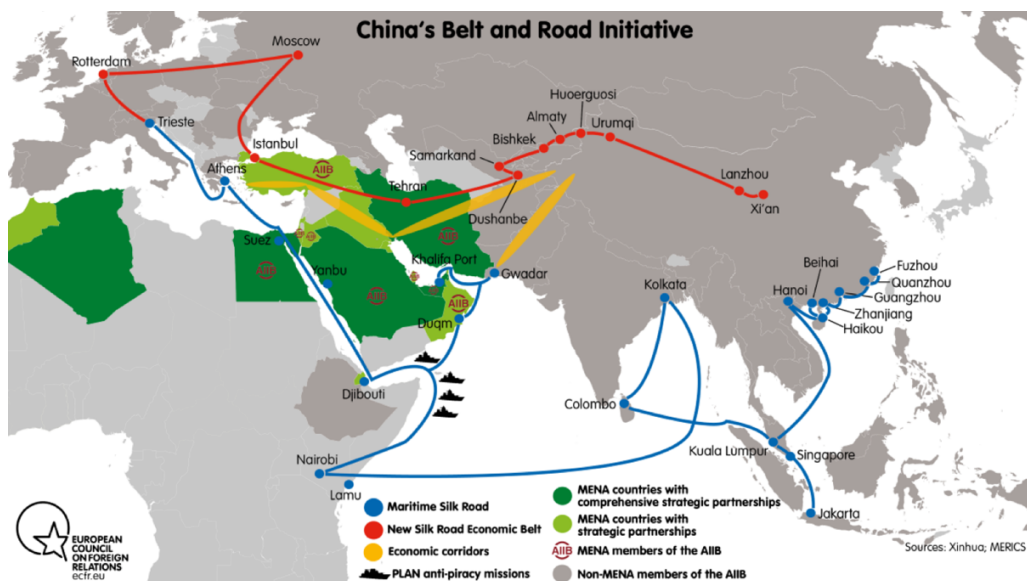 China's Belt and Road Initiative
Moscow
Rotterdam
Trieste
Istanbul
Athens
Huoerguosi
Almaty
Urumqi
Bishkek
Samarkand
Lanzhou
Xi'an
Dushanbe
Tehran
AIIB
AIIB
Suez
AIIB
Yanbu
AIIB
Khalifa Port
Gwadar
AIIB
Duqm
Djibouti
Kolkata
Beihai
Hanoi
Fuzhou
Quanzhou
Guangzhou
Zhanjiang
Haikou
Colombo
Kuala Lumpur
Singapore
Jakarta
Nairobi
Lamu
Maritime Silk Road
New Silk Road Economic Belt
Economic corridors
PLAN anti-piracy missions
MENA countries with
comprehensive strategic partnerships
MENA countries with
strategic partnerships
AIIB
MENA members of the AIIB
Non-MENA members of the AIIB
EUROPEAN
COUNCIL
ON FOREIGN
RELATIONS
ecfr.eu
Sources: Xinhua; MERICS